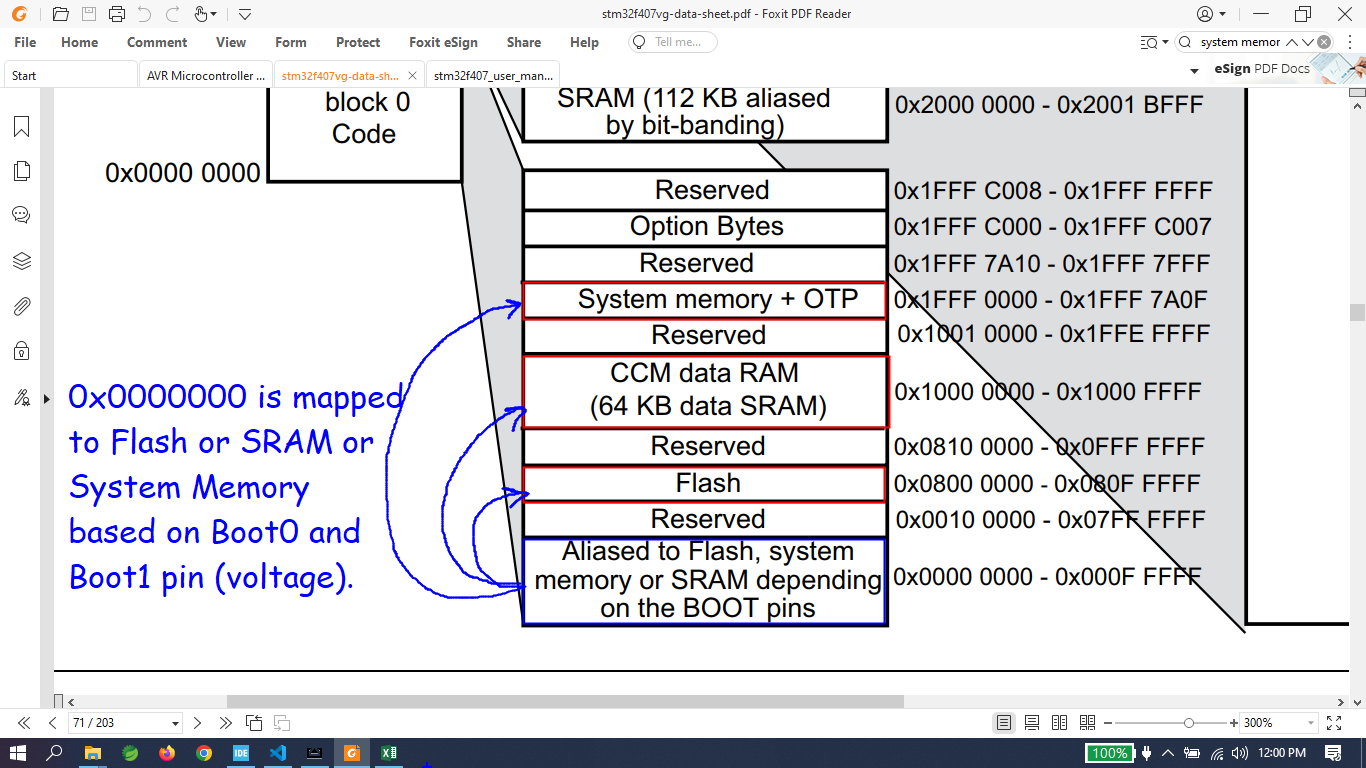 stm32f407vg-data-sheet.pdf - Foxit PDF Reader
File Home Comment View Form Protect Foxit eSign Share Help Tell me... system memor
Start AVR Microcontroller ... stm32f407vg-data-sh... stm32f407_user_man... eSign PDF Docs
block 0
Code
0x0000 0000
SRAM (112 KB aliased
by bit-banding)
0x2000 0000 - 0x2001 BFFF
Reserved 0x1FFF C008 - 0x1FFF FFFF
Option Bytes 0x1FFF C000 - 0x1FFF C007
Reserved 0x1FFF 7A10 - 0x1FFF 7FFF
System memory + OTP 0x1FFF 0000 - 0x1FFF 7A0F
Reserved 0x1001 0000 - 0x1FFE FFFF
CCM data RAM
(64 KB data SRAM)
0x1000 0000 - 0x1000 FFFF
Reserved 0x0810 0000 - 0x0FFF FFFF
Flash 0x0800 0000 - 0x080F FFFF
Reserved 0x0010 0000 - 0x07FF FFFF
Aliased to Flash, system
memory or SRAM depending
on the BOOT pins
0x0000 0000 - 0x000F FFFF
0x0000000 is mapped
to Flash or SRAM or
System Memory
based on Boot0 and
Boot1 pin (voltage).
71 / 203 300%
IDE 100% 12:00 PM